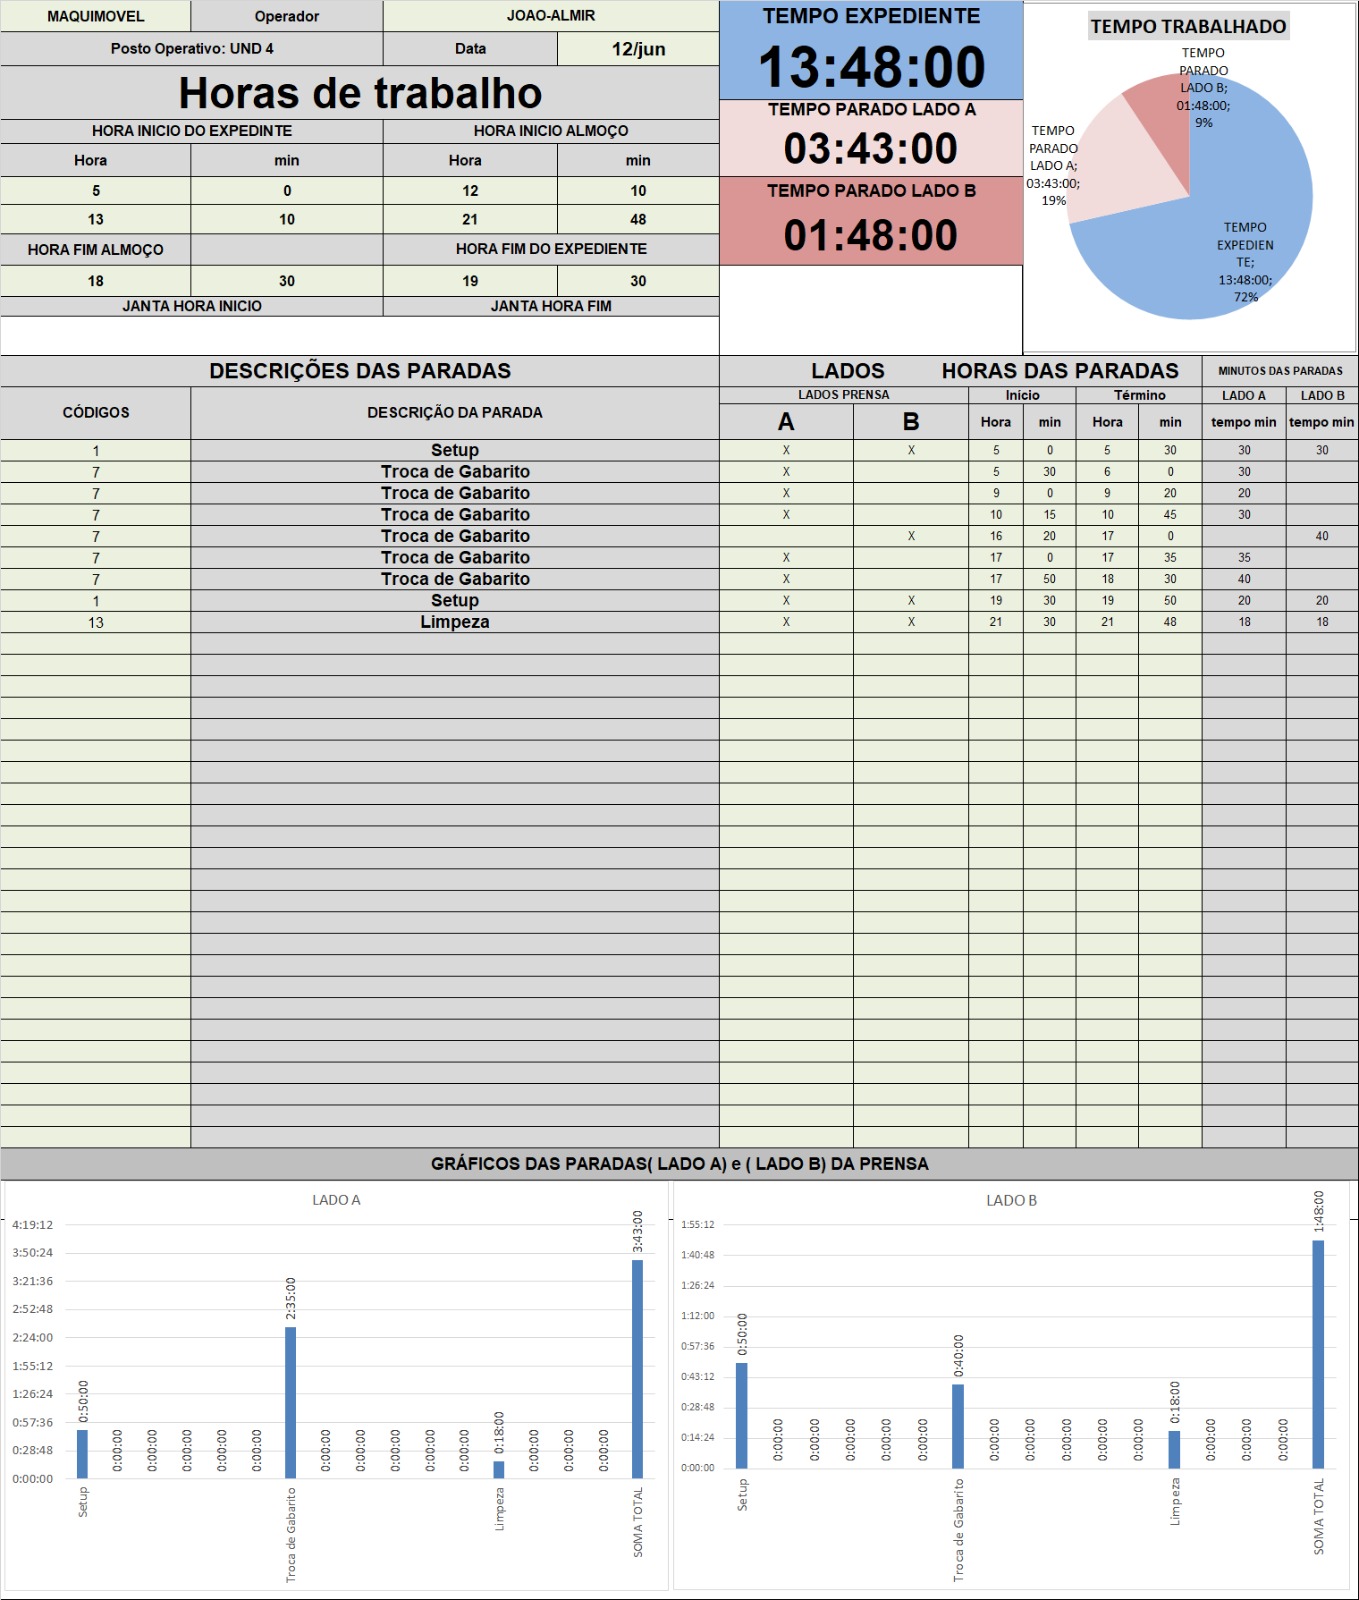 MAQUIMOVEL Operador JOAO-ALMIR
Posto Operativo: UND 4 Data 12/jun
Horas de trabalho
HORA INICIO DO EXPEDINTE HORA INICIO ALMOÇO
Hora min Hora min
5 0 12 10
13 10 21 48
HORA FIM ALMOÇO HORA FIM DO EXPEDIENTE
18 30 19 30
JANTA HORA INICIO JANTA HORA FIM
TEMPO EXPEDIENTE
13:48:00
TEMPO PARADO LADO A
03:43:00
TEMPO PARADO LADO B
01:48:00
TEMPO TRABALHADO
TEMPO
PARADO
LADO B;
01:48:00;
9%
TEMPO
PARADO
LADO A;
03:43:00;
19%
TEMPO
EXPEDIEN
TE;
13:48:00;
72%
DESCRIÇÕES DAS PARADAS LADOS HORAS DAS PARADAS MINUTOS DAS PARADAS
CÓDIGOS DESCRIÇÃO DA PARADA LADOS PRENSA Início Término LADO A LADO B
A B Hora min Hora min tempo min tempo min
1 Setup X X 5 0 5 30 30 30
7 Troca de Gabarito X 5 30 6 0 30
7 Troca de Gabarito X 9 0 9 20 20
7 Troca de Gabarito X 10 15 10 45 30
7 Troca de Gabarito X 16 20 17 0 40
7 Troca de Gabarito X 17 0 17 35 35
7 Troca de Gabarito X 17 50 18 30 40
1 Setup X X 19 30 19 50 20 20
13 Limpeza X X 21 30 21 48 18 18
GRÁFICOS DAS PARADAS( LADO A) e ( LADO B) DA PRENSA
LADO A
4:19:12
3:50:24
3:21:36
2:52:48
2:24:00
1:55:12
1:26:24
0:57:36
0:28:48
0:00:00
0:50:00
0:00:00
0:00:00
0:00:00
0:00:00
0:00:00
2:35:00
0:00:00
0:00:00
0:00:00
0:00:00
0:00:00
0:18:00
0:00:00
0:00:00
0:00:00
3:43:00
Setup
Troca de Gabarito
Limpeza
SOMA TOTAL
LADO B
1:55:12
1:40:48
1:26:24
1:12:00
0:57:36
0:43:12
0:28:48
0:14:24
0:00:00
0:50:00
0:00:00
0:00:00
0:00:00
0:00:00
0:00:00
0:40:00
0:00:00
0:00:00
0:00:00
0:00:00
0:00:00
0:18:00
0:00:00
0:00:00
0:00:00
1:48:00
Setup
Troca de Gabarito
Limpeza
SOMA TOTAL